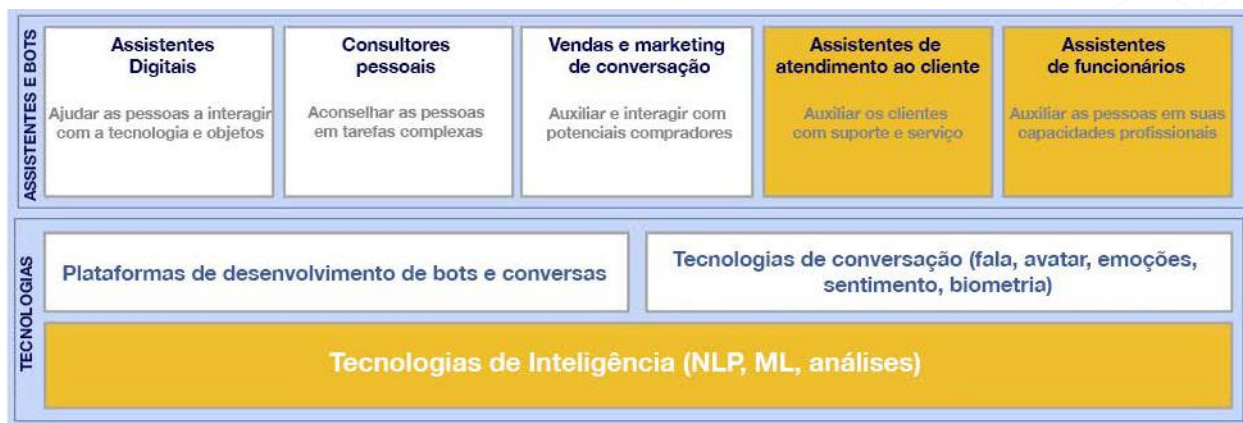 ASSISTENTES E BOTS
Assistentes
Digitais
Ajudar as pessoas a interagir
com a tecnologia e objetos
Consultores
pessoais
Aconselhar as pessoas
em tarefas complexas
Vendas e marketing
de conversação
Auxiliar e interagir com
potenciais compradores
Assistentes de
atendimento ao cliente
Auxiliar os clientes
com suporte e serviço
Assistentes
de funcionários
Auxiliar as pessoas em suas
capacidades profissionais
TECNOLOGIAS
Plataformas de desenvolvimento de bots e conversas
Tecnologias de conversação (fala, avatar, emoções,
sentimento, biometria)
Tecnologias de Inteligência (NLP, ML, análises)